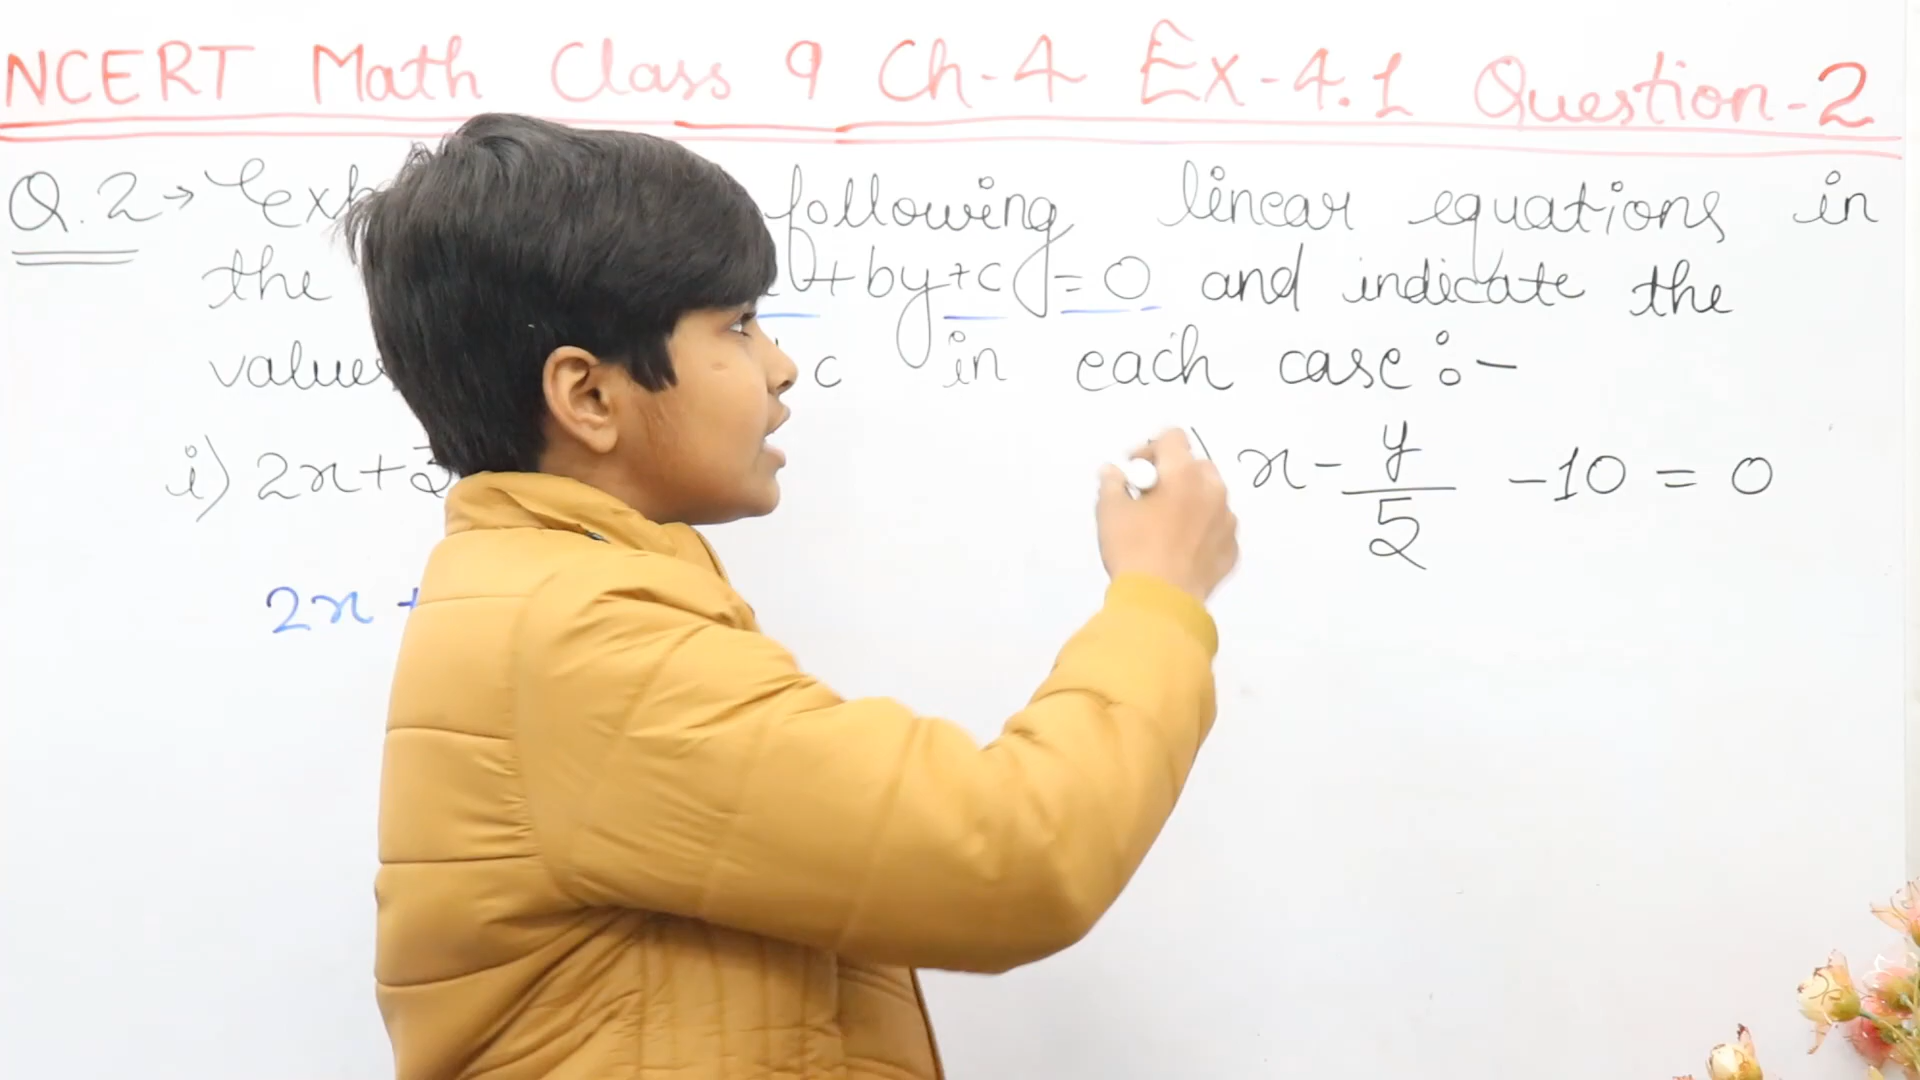 NCERT Math Class 9 Ch-4 Ex-4.1 Question-2
Q.2→ following linear equations in
the +by+c=0 and indicate the
c in each case :-
i) 2x+ ) x - y/5 -10 = 0
2x +